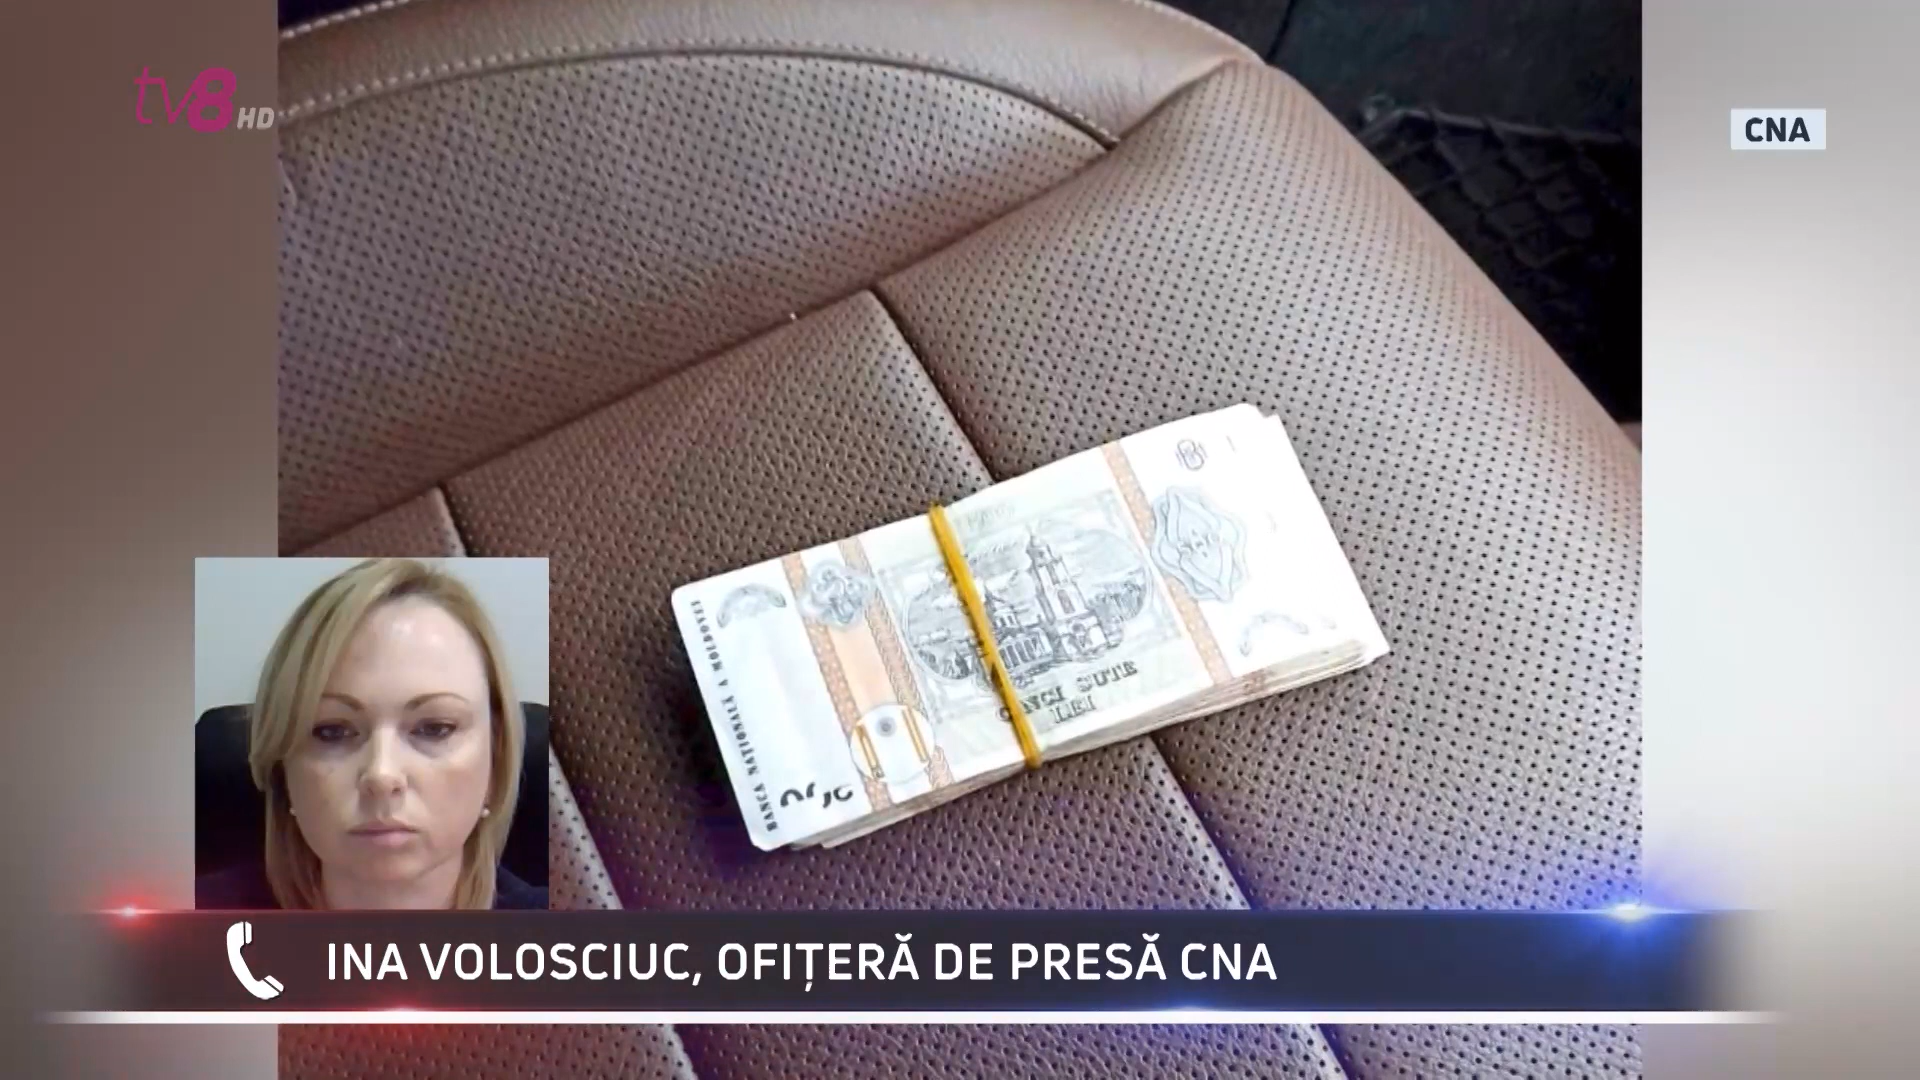 tv8 HD
CNA
BANCA NAȚIONALĂ A MOLDOVEI
CINCI SUTE
LEI
INA VOLOSCIUC, OFIȚERĂ DE PRESĂ CNA